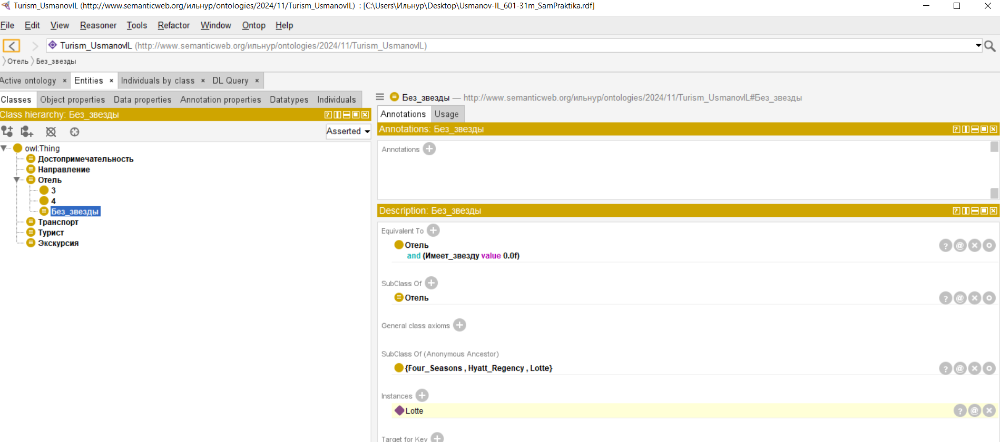 Turism_UsmanovIL (http://www.semanticweb.org/ильнур/ontologies/2024/11/Turism_UsmanovIL) : [C:\Users\Ильнур\Desktop\Usmanov-IL_601-31m_SamPraktika.rdf]
File Edit View Reasoner Tools Refactor Window Ontop Help
Turism_UsmanovIL (http://www.semanticweb.org/ильнур/ontologies/2024/11/Turism_UsmanovIL)
Отель Без_звезды
Active ontology × Entities × Individuals by class × DL Query ×
Classes Object properties Data properties Annotation properties Datatypes Individuals
Class hierarchy: Без_звезды
Asserted
owl:Thing
Достопримечательность
Направление
Отель
3
4
Без_звезды
Транспорт
Турист
Экскурсия
Без_звезды — http://www.semanticweb.org/ильнур/ontologies/2024/11/Turism_UsmanovIL#Без_звезды
Annotations Usage
Annotations: Без_звезды
Annotations
Description: Без_звезды
Equivalent To
Отель
and (Имеет_звезду value 0.0f)
SubClass Of
Отель
General class axioms
SubClass Of (Anonymous Ancestor)
{Four_Seasons , Hyatt_Regency , Lotte}
Instances
Lotte
Target for Key